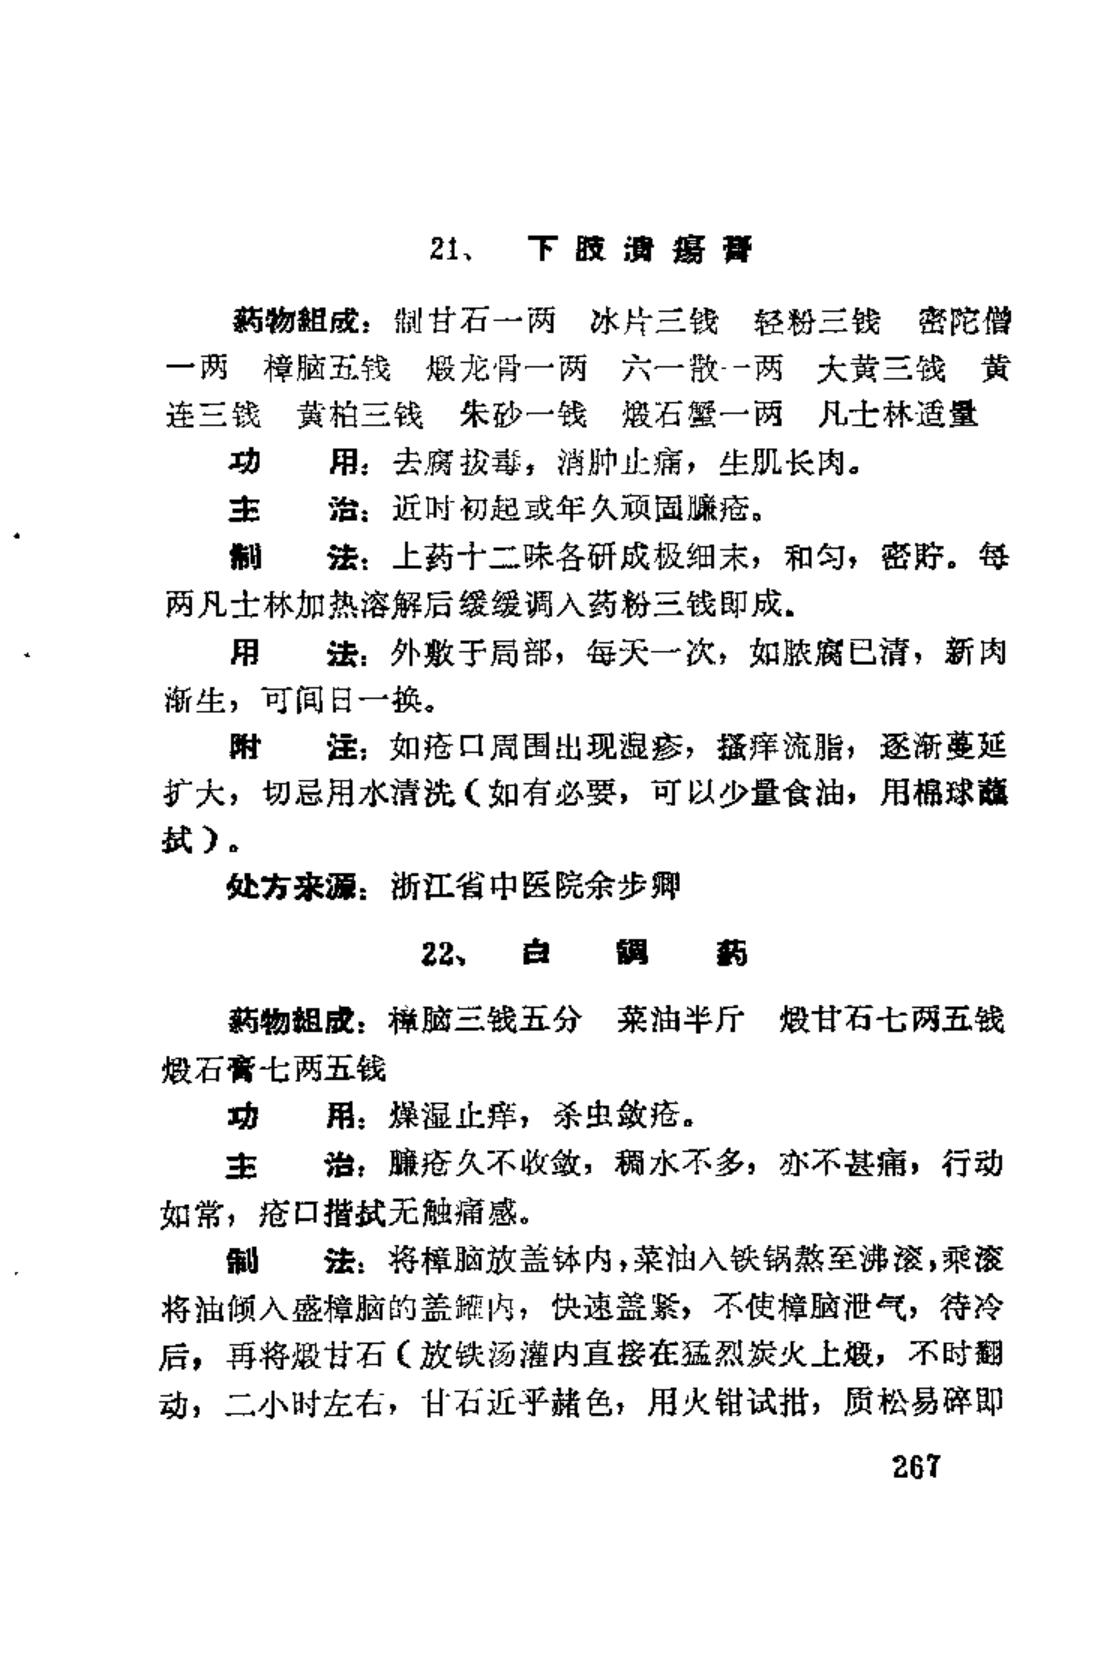 21、 下肢溃疡膏
药物组成：制甘石一两 冰片三钱 轻粉三钱 密陀僧
一两 樟脑五钱 煅龙骨一两 六一散一两 大黄三钱 黄
连三钱 黄柏三钱 朱砂一钱 煅石蟹一两 凡士林适量
功 用：去腐拔毒，消肿止痛，生肌长肉。
主 治：近时初起或年久顽固臁疮。
制 法：上药十二味各研成极细末，和匀，密贮。每
两凡士林加热溶解后缓缓调入药粉三钱即成。
用 法：外敷于局部，每天一次，如脓腐已清，新肉
渐生，可间日一换。
附 注：如疮口周围出现湿疹，搔痒流脂，逐渐蔓延
扩大，切忌用水清洗（如有必要，可以少量食油，用棉球蘸
拭）。
处方来源：浙江省中医院余步卿
22、 白调药
药物组成：樟脑三钱五分 菜油半斤 煅甘石七两五钱
煅石膏七两五钱
功 用：燥湿止痒，杀虫敛疮。
主 治：臁疮久不收敛，稠水不多，亦不甚痛，行动
如常，疮口揩拭无触痛感。
制 法：将樟脑放盖钵内，菜油入铁锅熬至沸滚，乘滚
将油倾入盛樟脑的盖罐内，快速盖紧，不使樟脑泄气，待冷
后，再将煅甘石（放铁汤灌内直接在猛烈炭火上煅，不时翻
动，二小时左右，甘石近乎赭色，用火钳试拑，质松易碎即
267